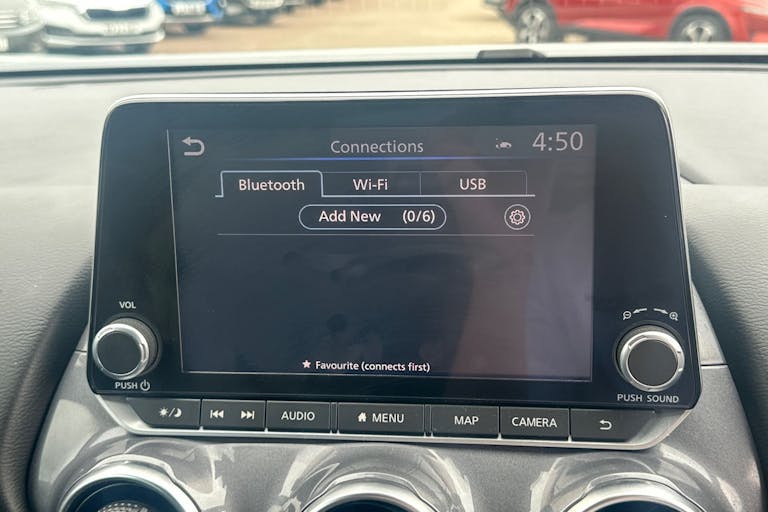 Connections
4:50
Bluetooth
Wi-Fi
USB
Add New (0/6)
★ Favourite (connects first)
VOL
PUSH
PUSH SOUND
AUDIO
MENU
MAP
CAMERA